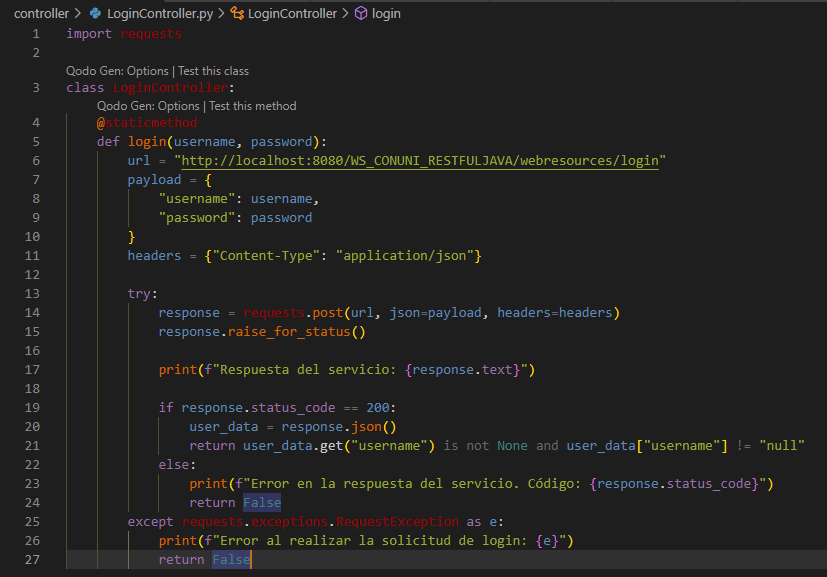 controller > LoginController.py > LoginController > login
1 import requests
2
Qodo Gen: Options | Test this class
3 class LoginController:
Qodo Gen: Options | Test this method
4     @staticmethod
5     def login(username, password):
6         url = "http://localhost:8080/WS_CONUNI_RESTFULJAVA/webresources/login"
7         payload = {
8             "username": username,
9             "password": password
10         }
11         headers = {"Content-Type": "application/json"}
12
13         try:
14             response = requests.post(url, json=payload, headers=headers)
15             response.raise_for_status()
16
17             print(f"Respuesta del servicio: {response.text}")
18
19             if response.status_code == 200:
20                 user_data = response.json()
21                 return user_data.get("username") is not None and user_data["username"] != "null"
22             else:
23                 print(f"Error en la respuesta del servicio. Código: {response.status_code}")
24                 return False
25         except requests.exceptions.RequestException as e:
26             print(f"Error al realizar la solicitud de login: {e}")
27             return False